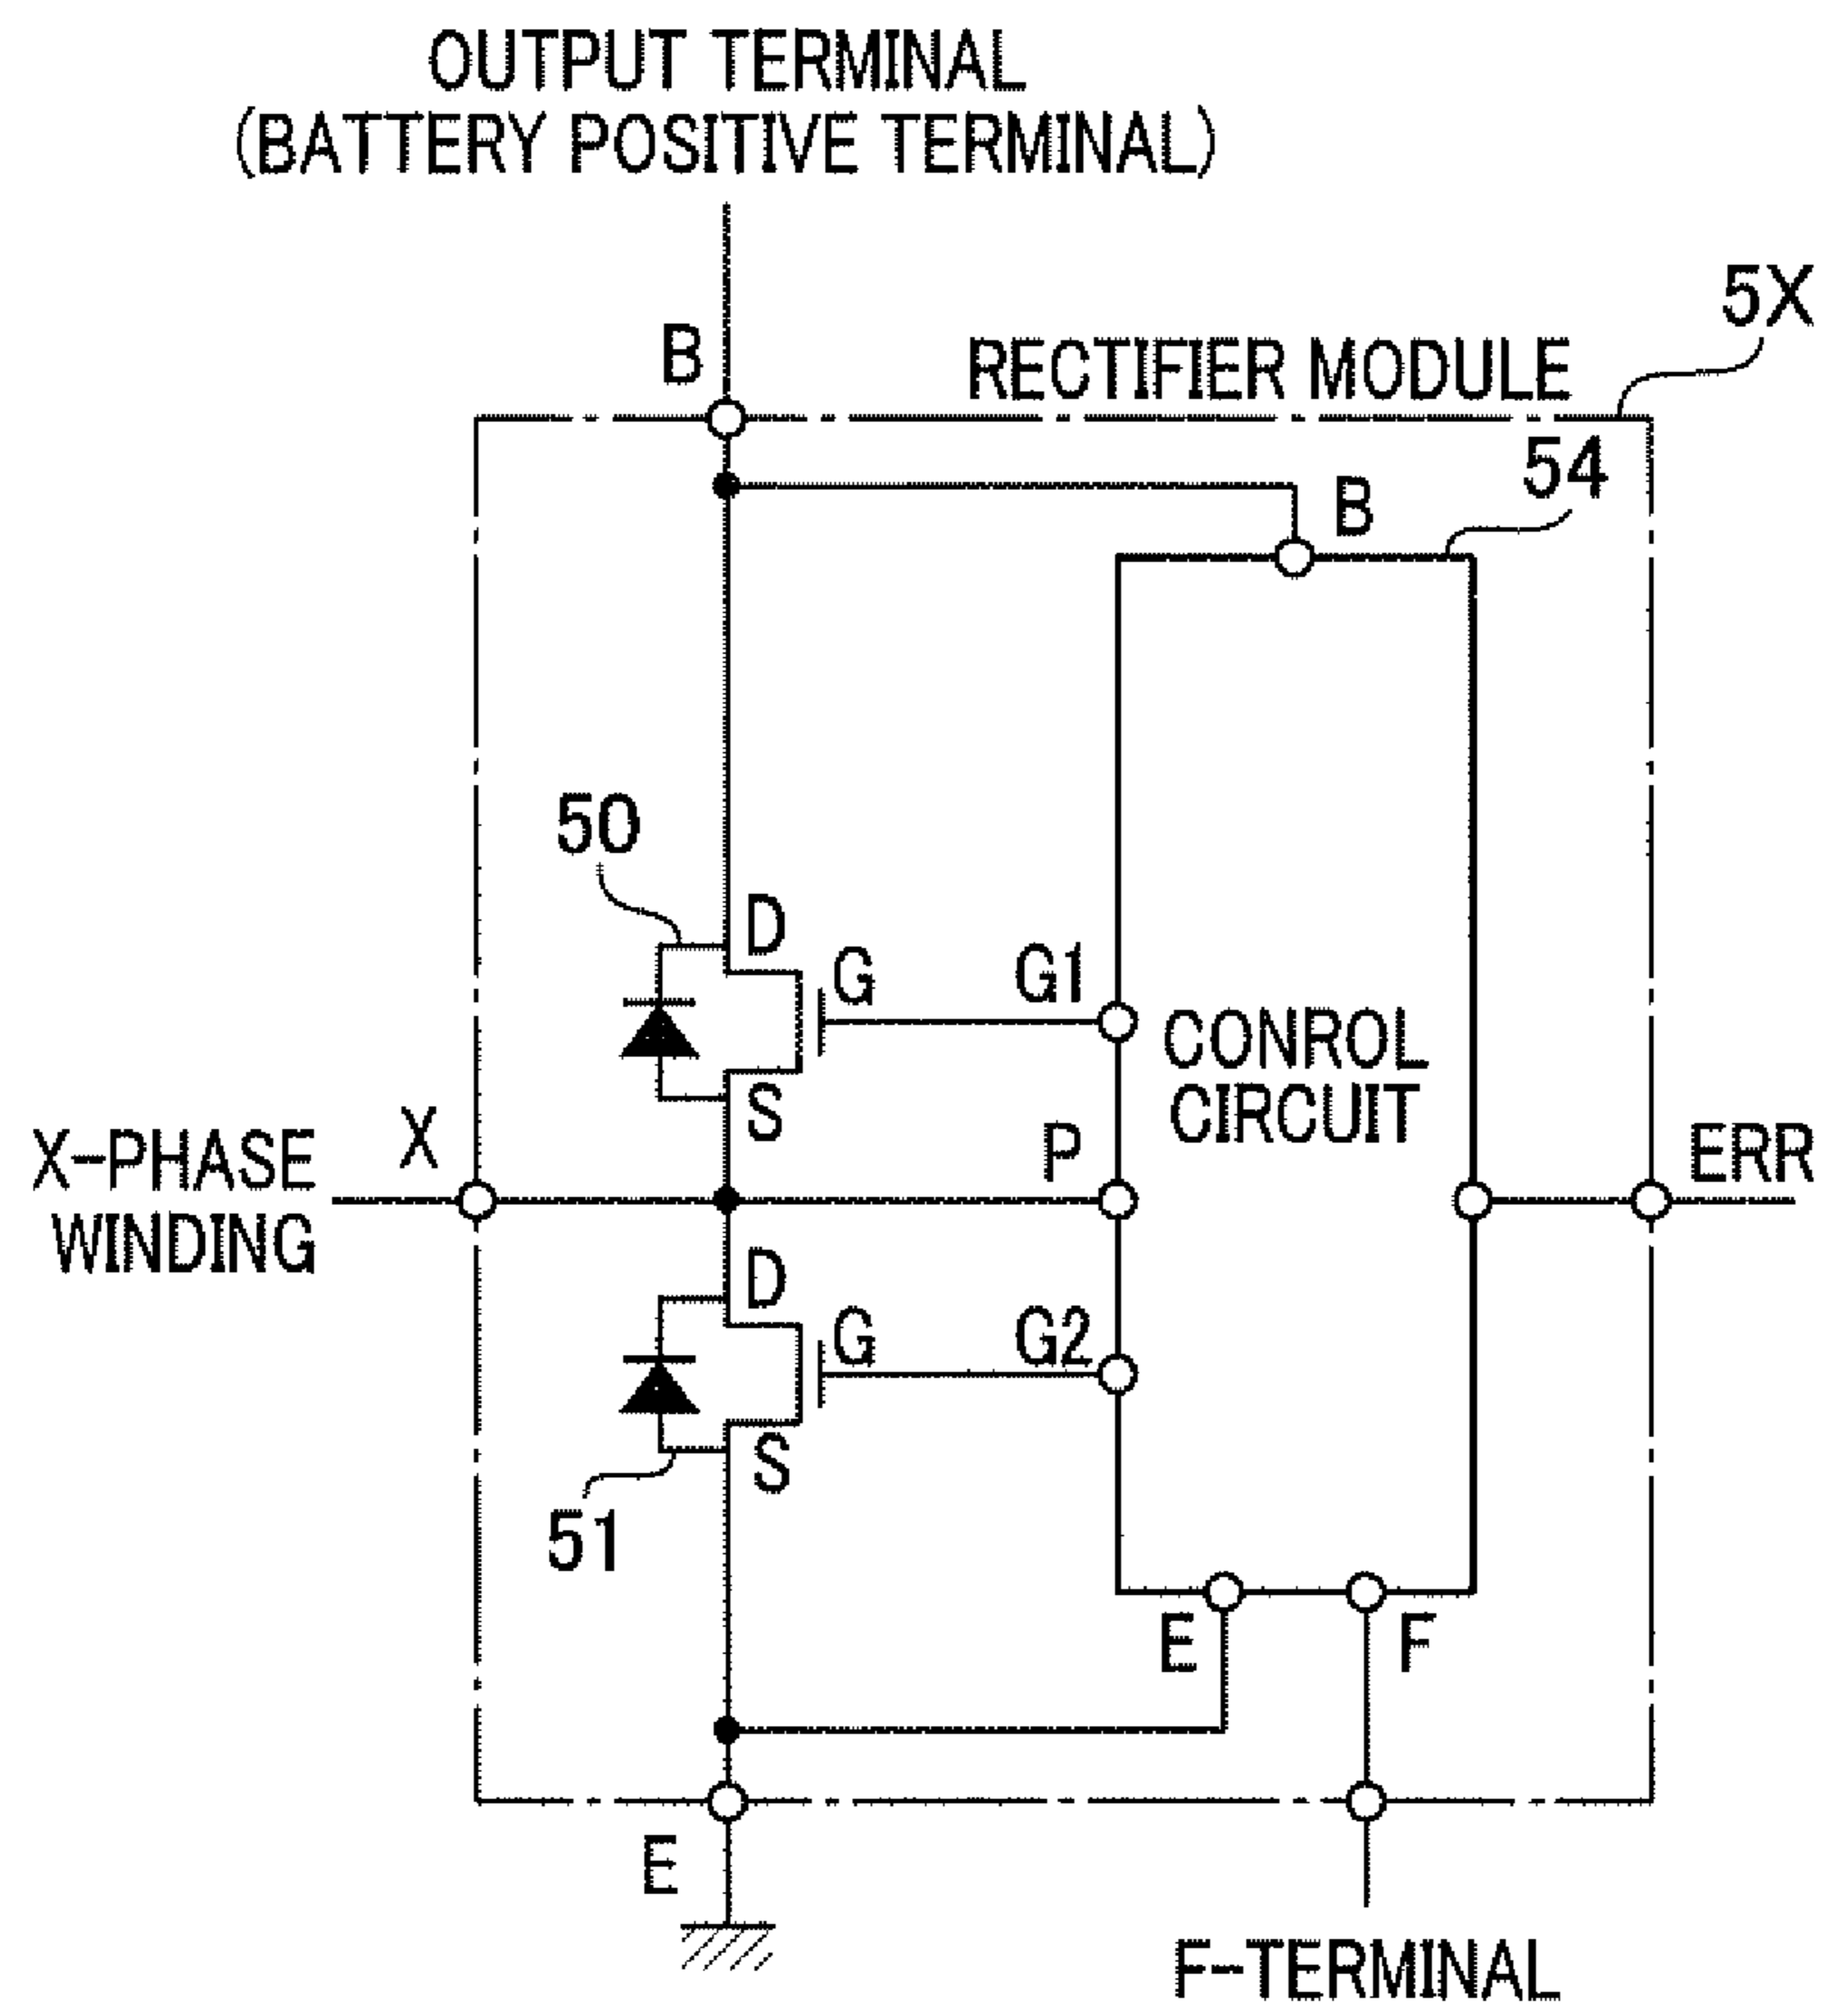 OUTPUT TERMINAL
(BATTERY POSITIVE TERMINAL)
5X
B
RECTIFIER MODULE
54
B
50
D
G
G1
CONROL
CIRCUIT
S
X-PHASE
WINDING
X
P
ERR
D
G
G2
S
51
E
F
E
F-TERMINAL